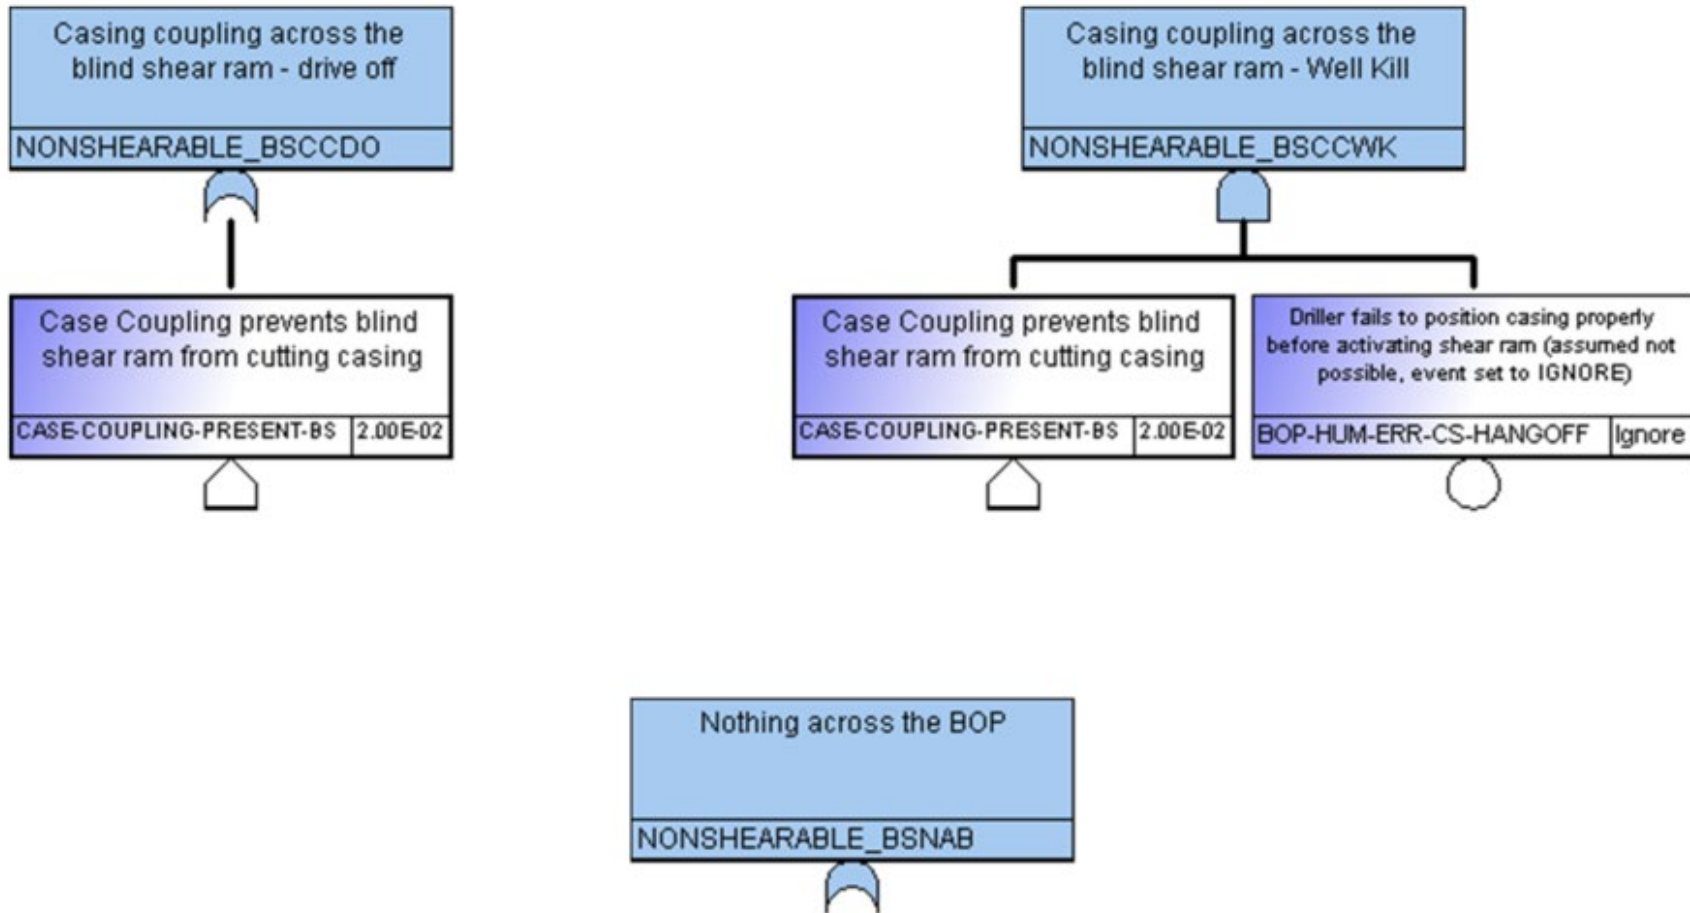 Casing coupling across the
blind shear ram - drive off
NONSHEARABLE_BSCCDO
Casing coupling across the
blind shear ram - Well Kill
NONSHEARABLE_BSCCWK
Case Coupling prevents blind
shear ram from cutting casing
CASE-COUPLING-PRESENT-BS 2.00E-02
Case Coupling prevents blind
shear ram from cutting casing
CASE-COUPLING-PRESENT-BS 2.00E-02
Driller fails to position casing properly
before activating shear ram (assumed not
possible, event set to IGNORE)
BOP-HUM-ERR-CS-HANGOFF Ignore
Nothing across the BOP
NONSHEARABLE_BSNAB